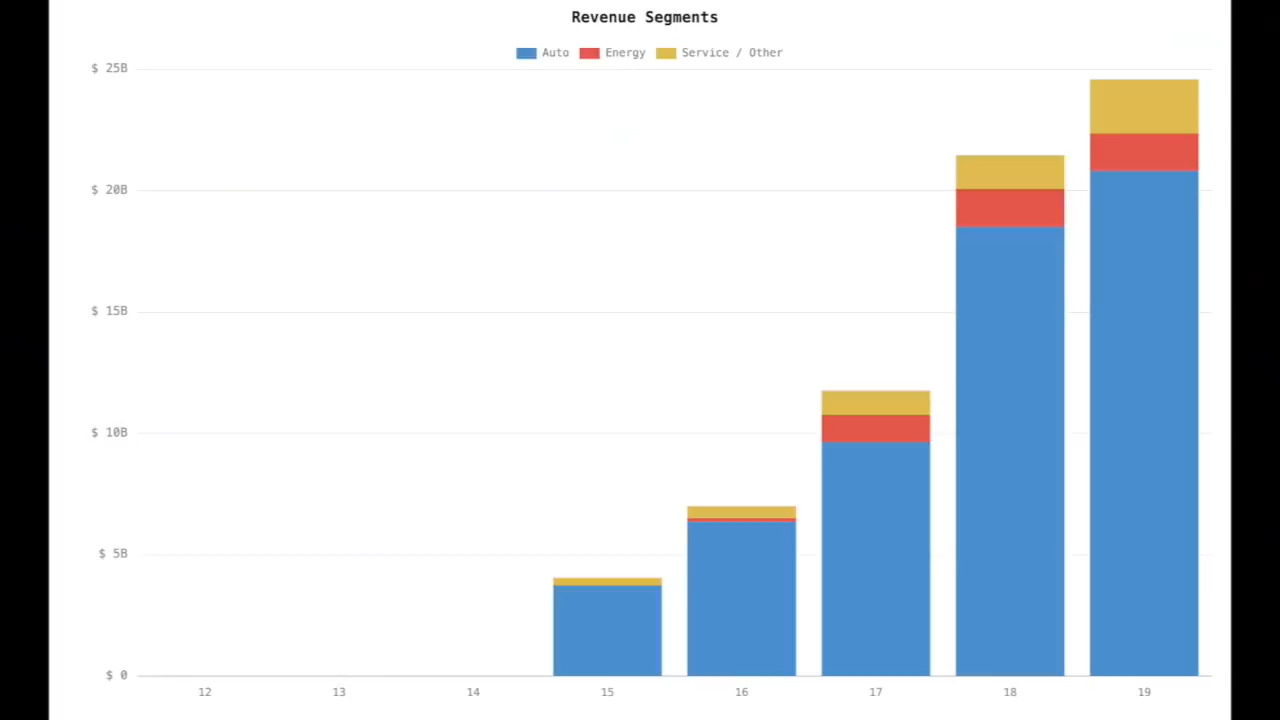 Revenue Segments
Auto Energy Service / Other
$ 25B
$ 20B
$ 15B
$ 10B
$ 5B
$ 0
12 13 14 15 16 17 18 19